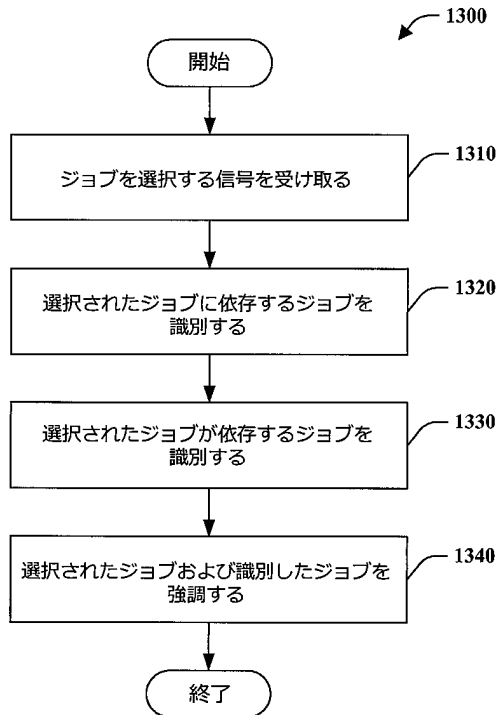 1300
開始
1310
ジョブを選択する信号を受け取る
1320
選択されたジョブに依存するジョブを
識別する
1330
選択されたジョブが依存するジョブを
識別する
1340
選択されたジョブおよび識別したジョブを
強調する
終了